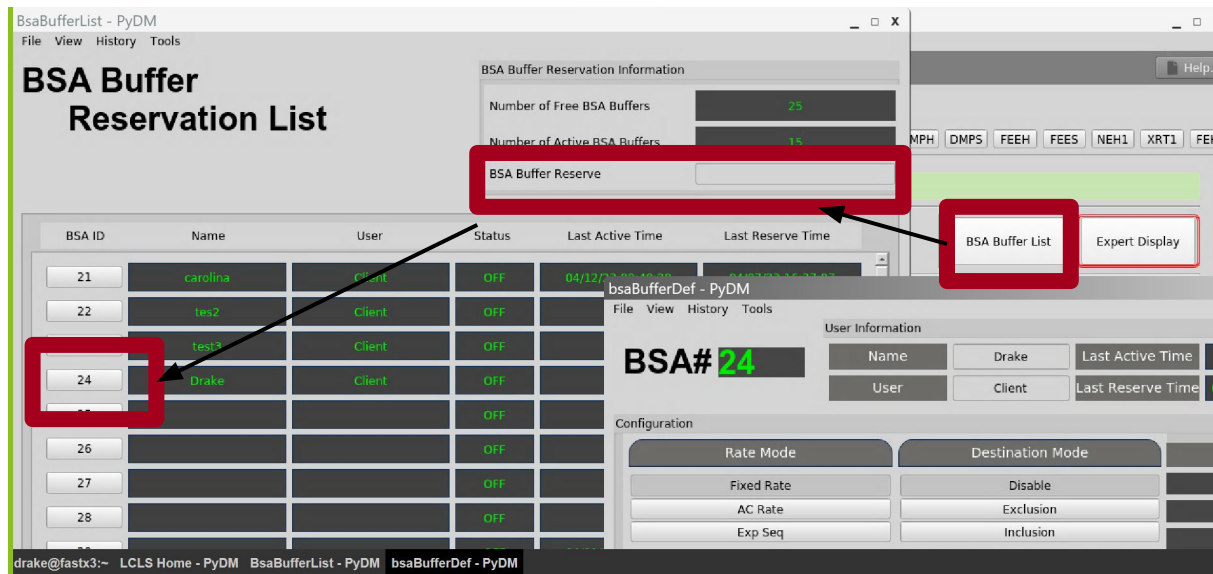 BsaBufferList - PyDM
File View History Tools
BSA Buffer
Reservation List
BSA Buffer Reservation Information
Number of Free BSA Buffers 25
Number of Active BSA Buffers 15
BSA Buffer Reserve
Help
DMPS FEEH FEES NEH1 XRT1
BSA Buffer List
Expert Display
BSA ID Name User Status Last Active Time Last Reserve Time
21 carolina Client OFF
22 tes2 Client OFF
test3 Client OFF
24 Drake Client OFF
OFF
26 OFF
27 OFF
28 OFF
bsaBufferDef - PyDM
File View History Tools
BSA# 24
User Information
Name Drake Last Active Time
User Client Last Reserve Time
Configuration
Rate Mode Destination Mode
Fixed Rate Disable
AC Rate Exclusion
Exp Seq Inclusion
drake@fastx3:~ LCLS Home - PyDM BsaBufferList - PyDM bsaBufferDef - PyDM